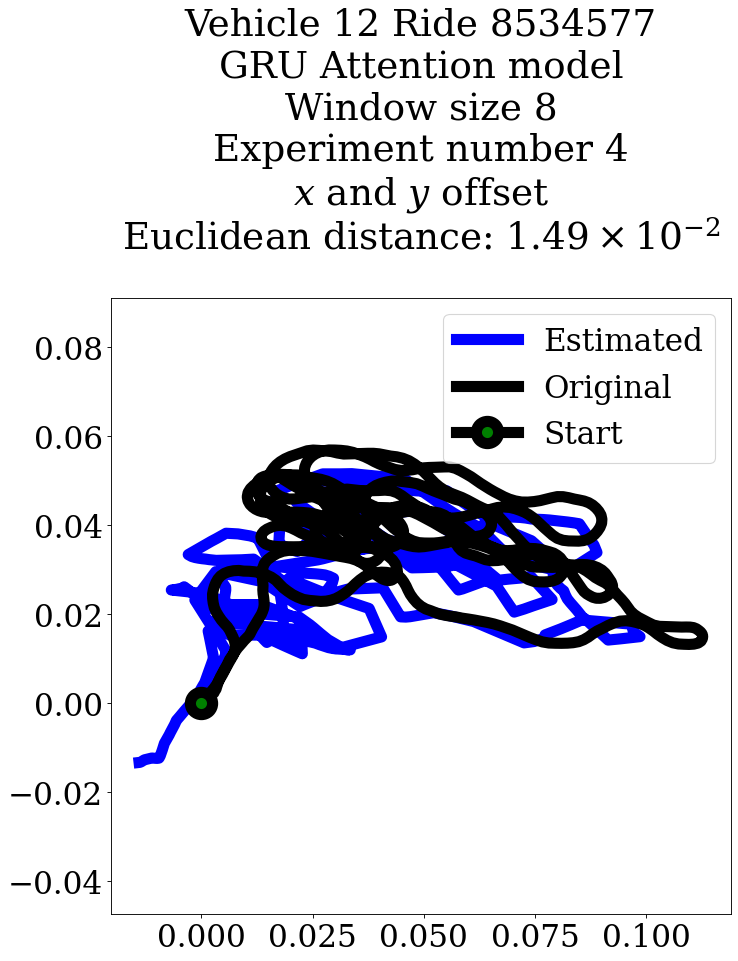 Vehicle 12 Ride 8534577
GRU Attention model
Window size 8
Experiment number 4
x and y offset
Euclidean distance: 1.49 × 10⁻²
Estimated
Original
Start
0.08
0.06
0.04
0.02
0.00
−0.02
−0.04
0.000 0.025 0.050 0.075 0.100